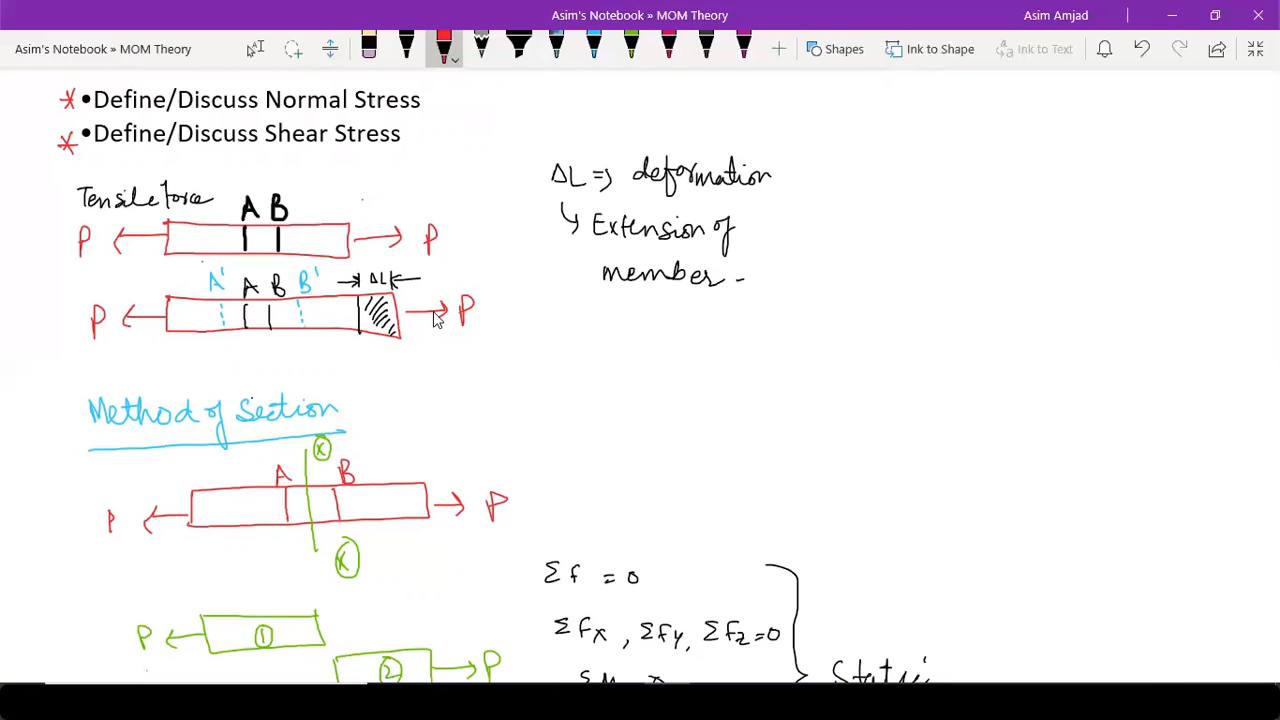 Asim's Notebook » MOM Theory
Asim Amjad
Asim's Notebook » MOM Theory
Shapes
Ink to Shape
Ink to Text
* •Define/Discuss Normal Stress
* •Define/Discuss Shear Stress
ΔL => deformation
↳ Extension of
member -
Tensile force
A B
P P
A' A B B' ΔL
P P
Method of Section
X
A B
P P
X
Σf = 0
Σfx, Σfy, Σfz=0
P ①
② P